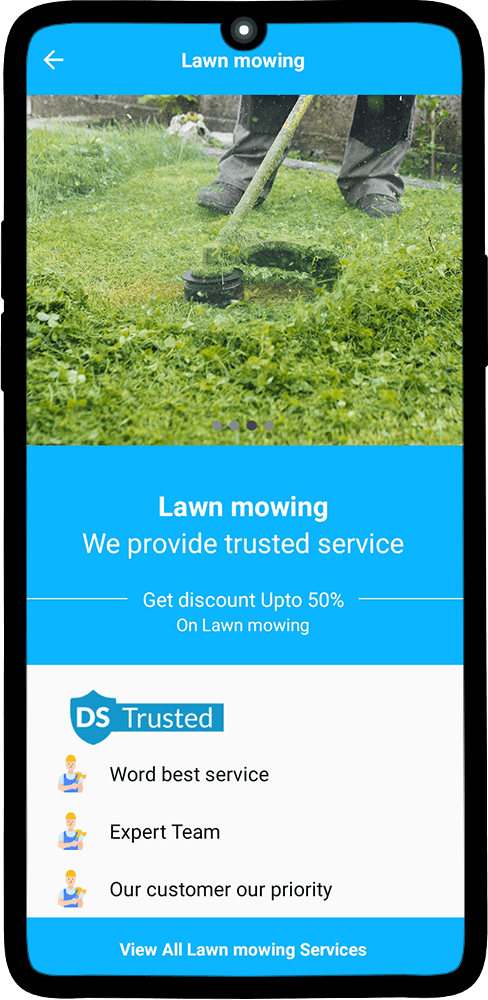 Lawn mowing
Lawn mowing
We provide trusted service
Get discount Upto 50%
On Lawn mowing
DS Trusted
Word best service
Expert Team
Our customer our priority
View All Lawn mowing Services